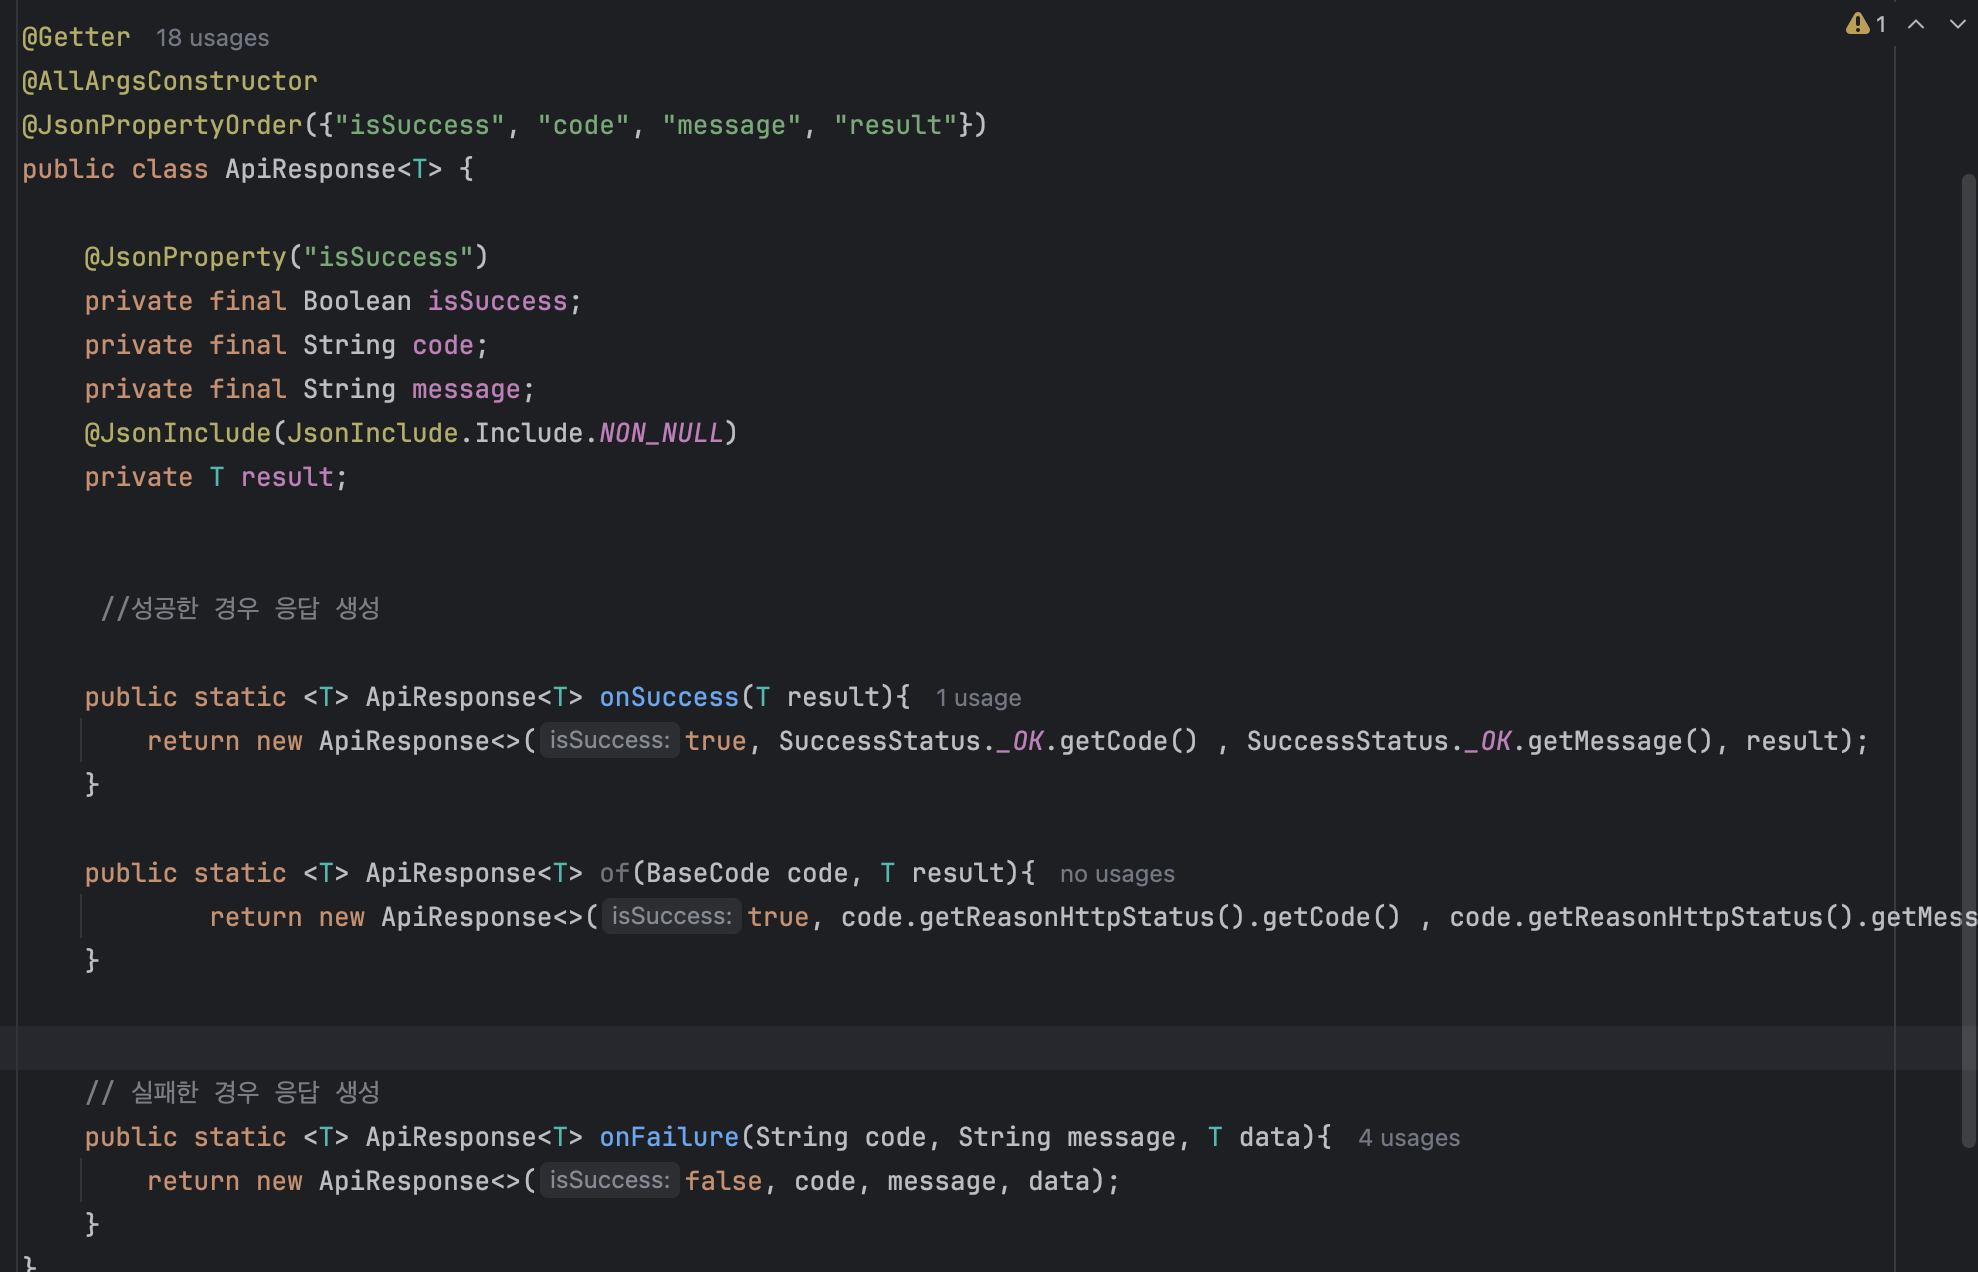 @Getter 18 usages
1
@AllArgsConstructor
@JsonPropertyOrder({"isSuccess", "code", "message", "result"})
public class ApiResponse<T> {
@JsonProperty("isSuccess")
private final Boolean isSuccess;
private final String code;
private final String message;
@JsonInclude(JsonInclude.Include.NON_NULL)
private T result;
//성공한 경우 응답 생성
public static <T> ApiResponse<T> onSuccess(T result){ 1 usage
return new ApiResponse<>( isSuccess: true, SuccessStatus._OK.getCode() , SuccessStatus._OK.getMessage(), result);
}
public static <T> ApiResponse<T> of(BaseCode code, T result){ no usages
return new ApiResponse<>( isSuccess: true, code.getReasonHttpStatus().getCode() , code.getReasonHttpStatus().getMess
}
// 실패한 경우 응답 생성
public static <T> ApiResponse<T> onFailure(String code, String message, T data){ 4 usages
return new ApiResponse<>( isSuccess: false, code, message, data);
}
}